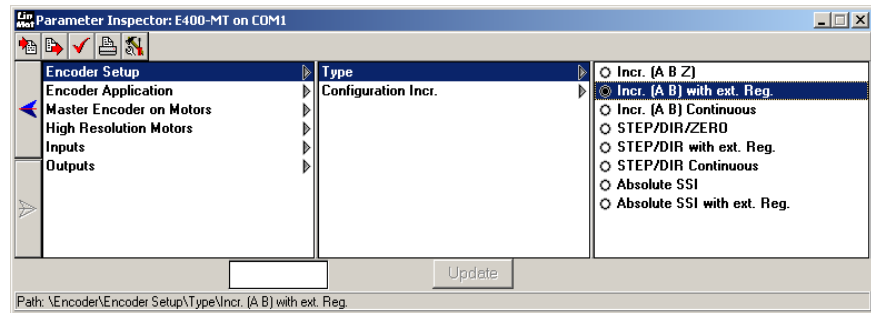 Lin Mot Parameter Inspector: E400-MT on COM1
Encoder Setup
Encoder Application
Master Encoder on Motors
High Resolution Motors
Inputs
Outputs
Type
Configuration Incr.
Incr. (A B Z)
Incr. (A B) with ext. Reg.
Incr. (A B) Continuous
STEP/DIR/ZERO
STEP/DIR with ext. Reg.
STEP/DIR Continuous
Absolute SSI
Absolute SSI with ext. Reg.
Update
Path: \Encoder\Encoder Setup\Type\Incr. (A B) with ext. Reg.